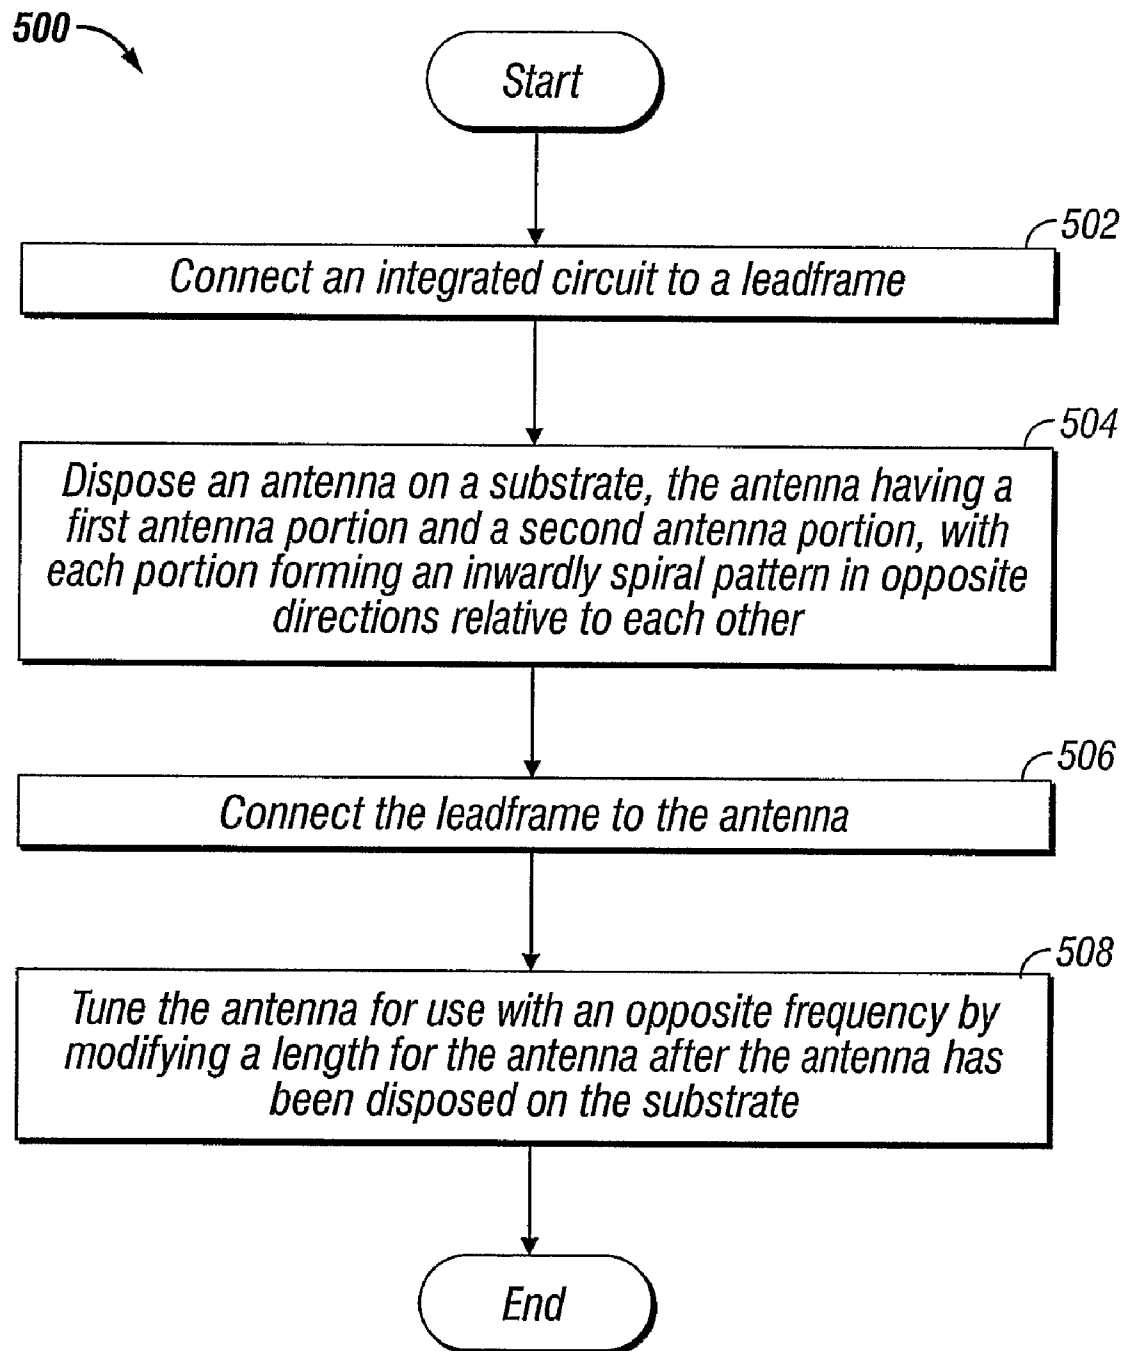 500
Start
502
Connect an integrated circuit to a leadframe
504
Dispose an antenna on a substrate, the antenna having a
first antenna portion and a second antenna portion, with
each portion forming an inwardly spiral pattern in opposite
directions relative to each other
506
Connect the leadframe to the antenna
508
Tune the antenna for use with an opposite frequency by
modifying a length for the antenna after the antenna has
been disposed on the substrate
End